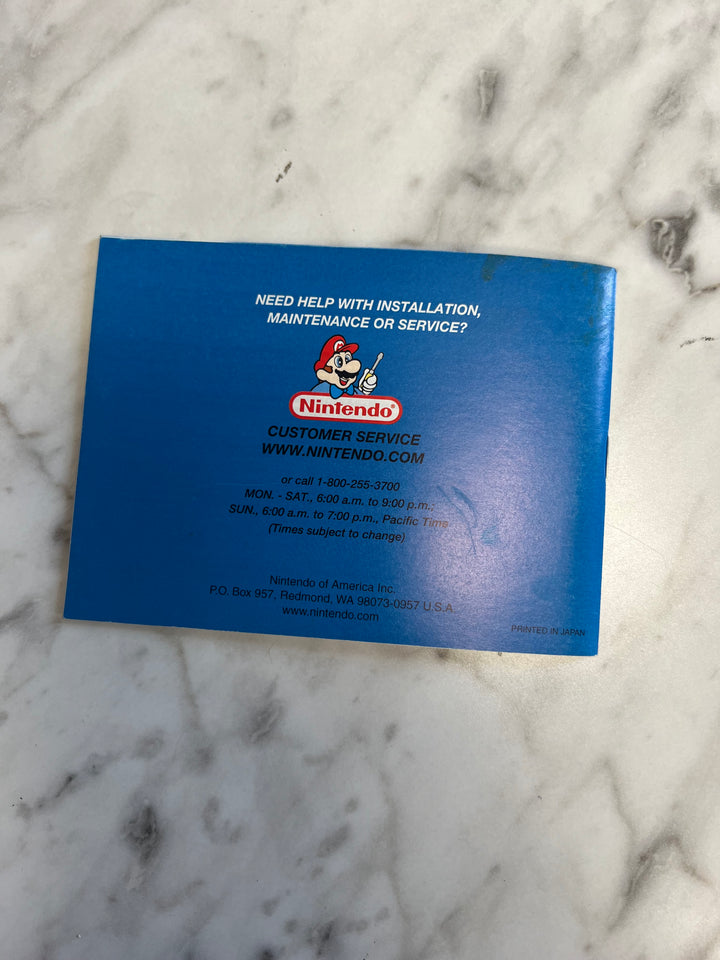 NEED HELP WITH INSTALLATION,
MAINTENANCE OR SERVICE?
M
Nintendo®
CUSTOMER SERVICE
WWW.NINTENDO.COM
or call 1-800-255-3700
MON. - SAT., 6:00 a.m. to 9:00 p.m.;
SUN., 6:00 a.m. to 7:00 p.m., Pacific Time
(Times subject to change)
Nintendo of America Inc.
P.O. Box 957, Redmond, WA 98073-0957 U.S.A.
www.nintendo.com
PRINTED IN JAPAN